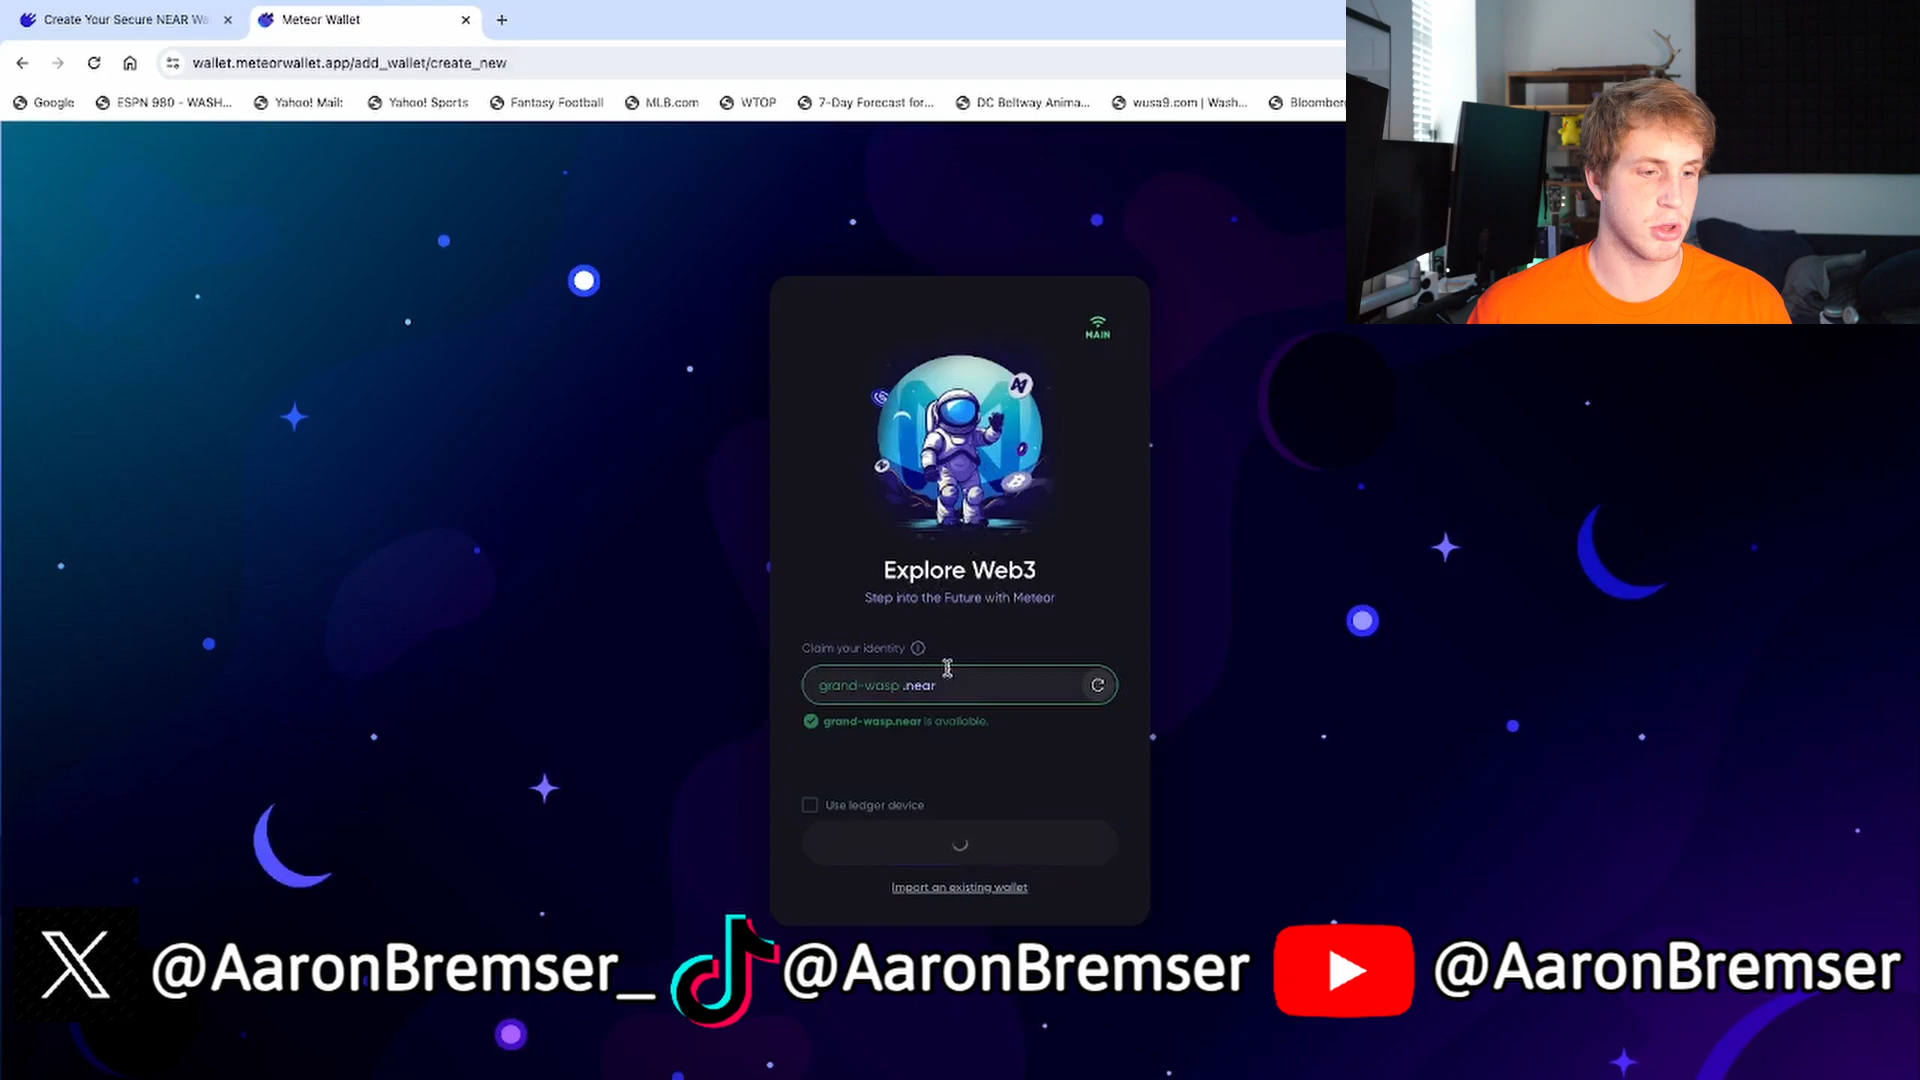 Create Your Secure NEAR Wa
Meteor Wallet
wallet.meteorwallet.app/add_wallet/create_new
Google
ESPN 980 - WASH...
Yahoo! Mail:
Yahoo! Sports
Fantasy Football
MLB.com
WTOP
7-Day Forecast for...
DC Beltway Anima...
wusa9.com | Wash...
Bloomber
MAIN
Explore Web3
Step into the Future with Meteor
Claim your identity
grand-wasp .near
grand-wasp.near is available.
Use ledger device
Import an existing wallet
@AaronBremser_
@AaronBremser
@AaronBremser